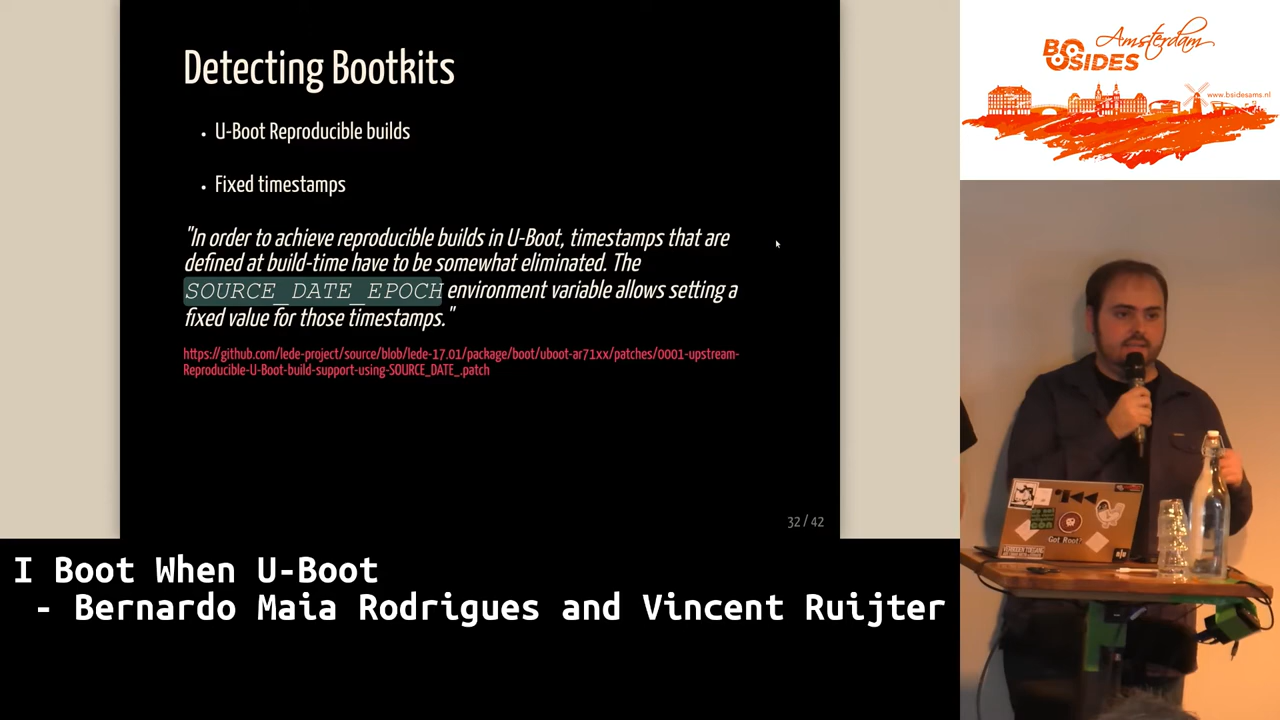 Detecting Bootkits
• U-Boot Reproducible builds
• Fixed timestamps
"In order to achieve reproducible builds in U-Boot, timestamps that are
defined at build-time have to be somewhat eliminated. The
SOURCE_DATE_EPOCH environment variable allows setting a
fixed value for those timestamps."
https://github.com/lede-project/source/blob/lede-17.01/package/boot/uboot-ar71xx/patches/0001-upstream-
Reproducible-U-Boot-build-support-using-SOURCE_DATE_.patch
32 / 42
BSIDES
Amsterdam
www.bsidesams.nl
Got Root?
VERBODEN TOEGANG
I Boot When U-Boot
- Bernardo Maia Rodrigues and Vincent Ruijter